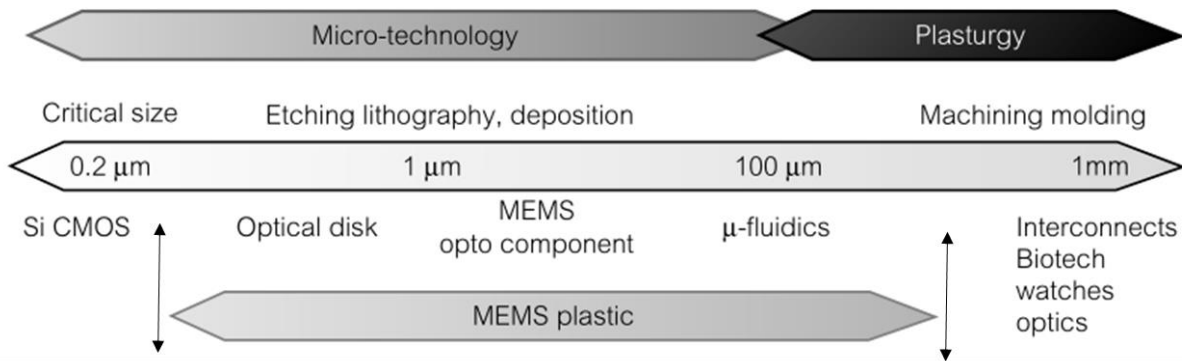 Micro-technology
Plasturgy
Critical size
Etching lithography, deposition
Machining molding
0.2 μm
1 μm
100 μm
1mm
Si CMOS
Optical disk
MEMS
opto component
μ-fluidics
Interconnects
Biotech
watches
optics
MEMS plastic